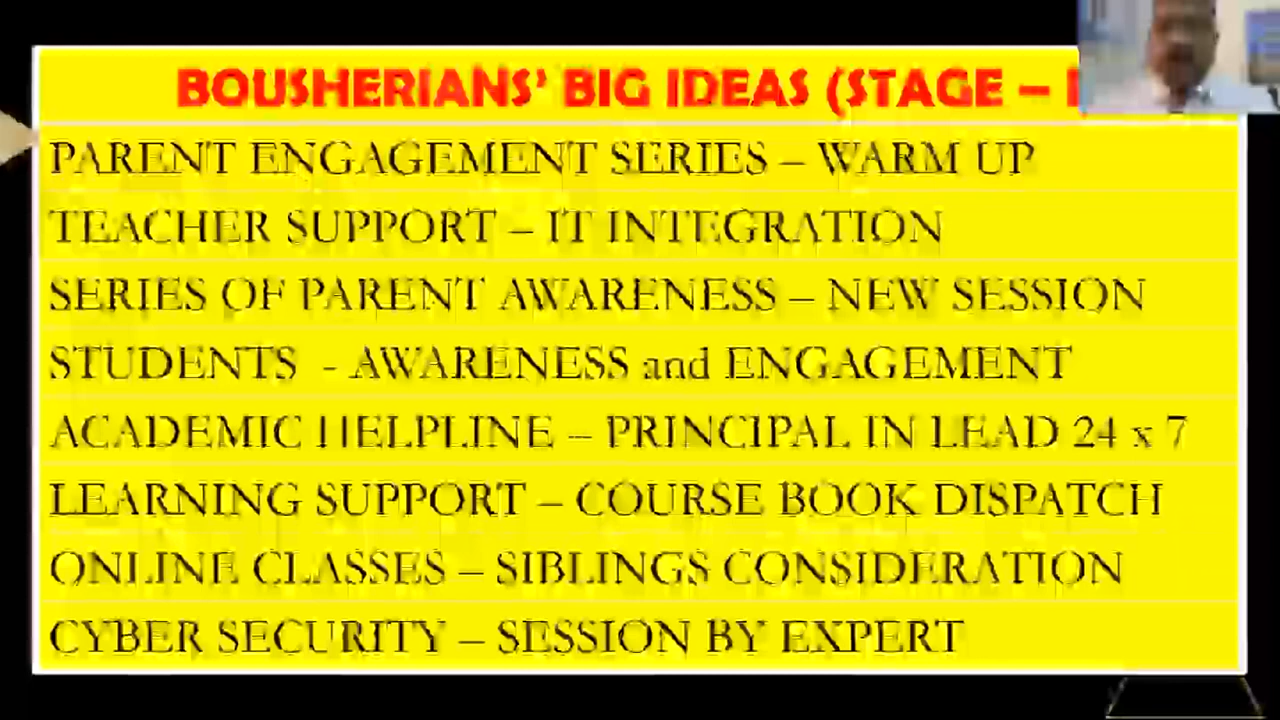 BOUSHERIANS' BIG IDEAS (STAGE –
PARENT ENGAGEMENT SERIES – WARM UP
TEACHER SUPPORT – IT INTEGRATION
SERIES OF PARENT AWARENESS – NEW SESSION
STUDENTS - AWARENESS and ENGAGEMENT
ACADEMIC HELPLINE – PRINCIPAL IN LEAD 24 x 7
LEARNING SUPPORT – COURSE BOOK DISPATCH
ONLINE CLASSES – SIBLINGS CONSIDERATION
CYBER SECURITY – SESSION BY EXPERT